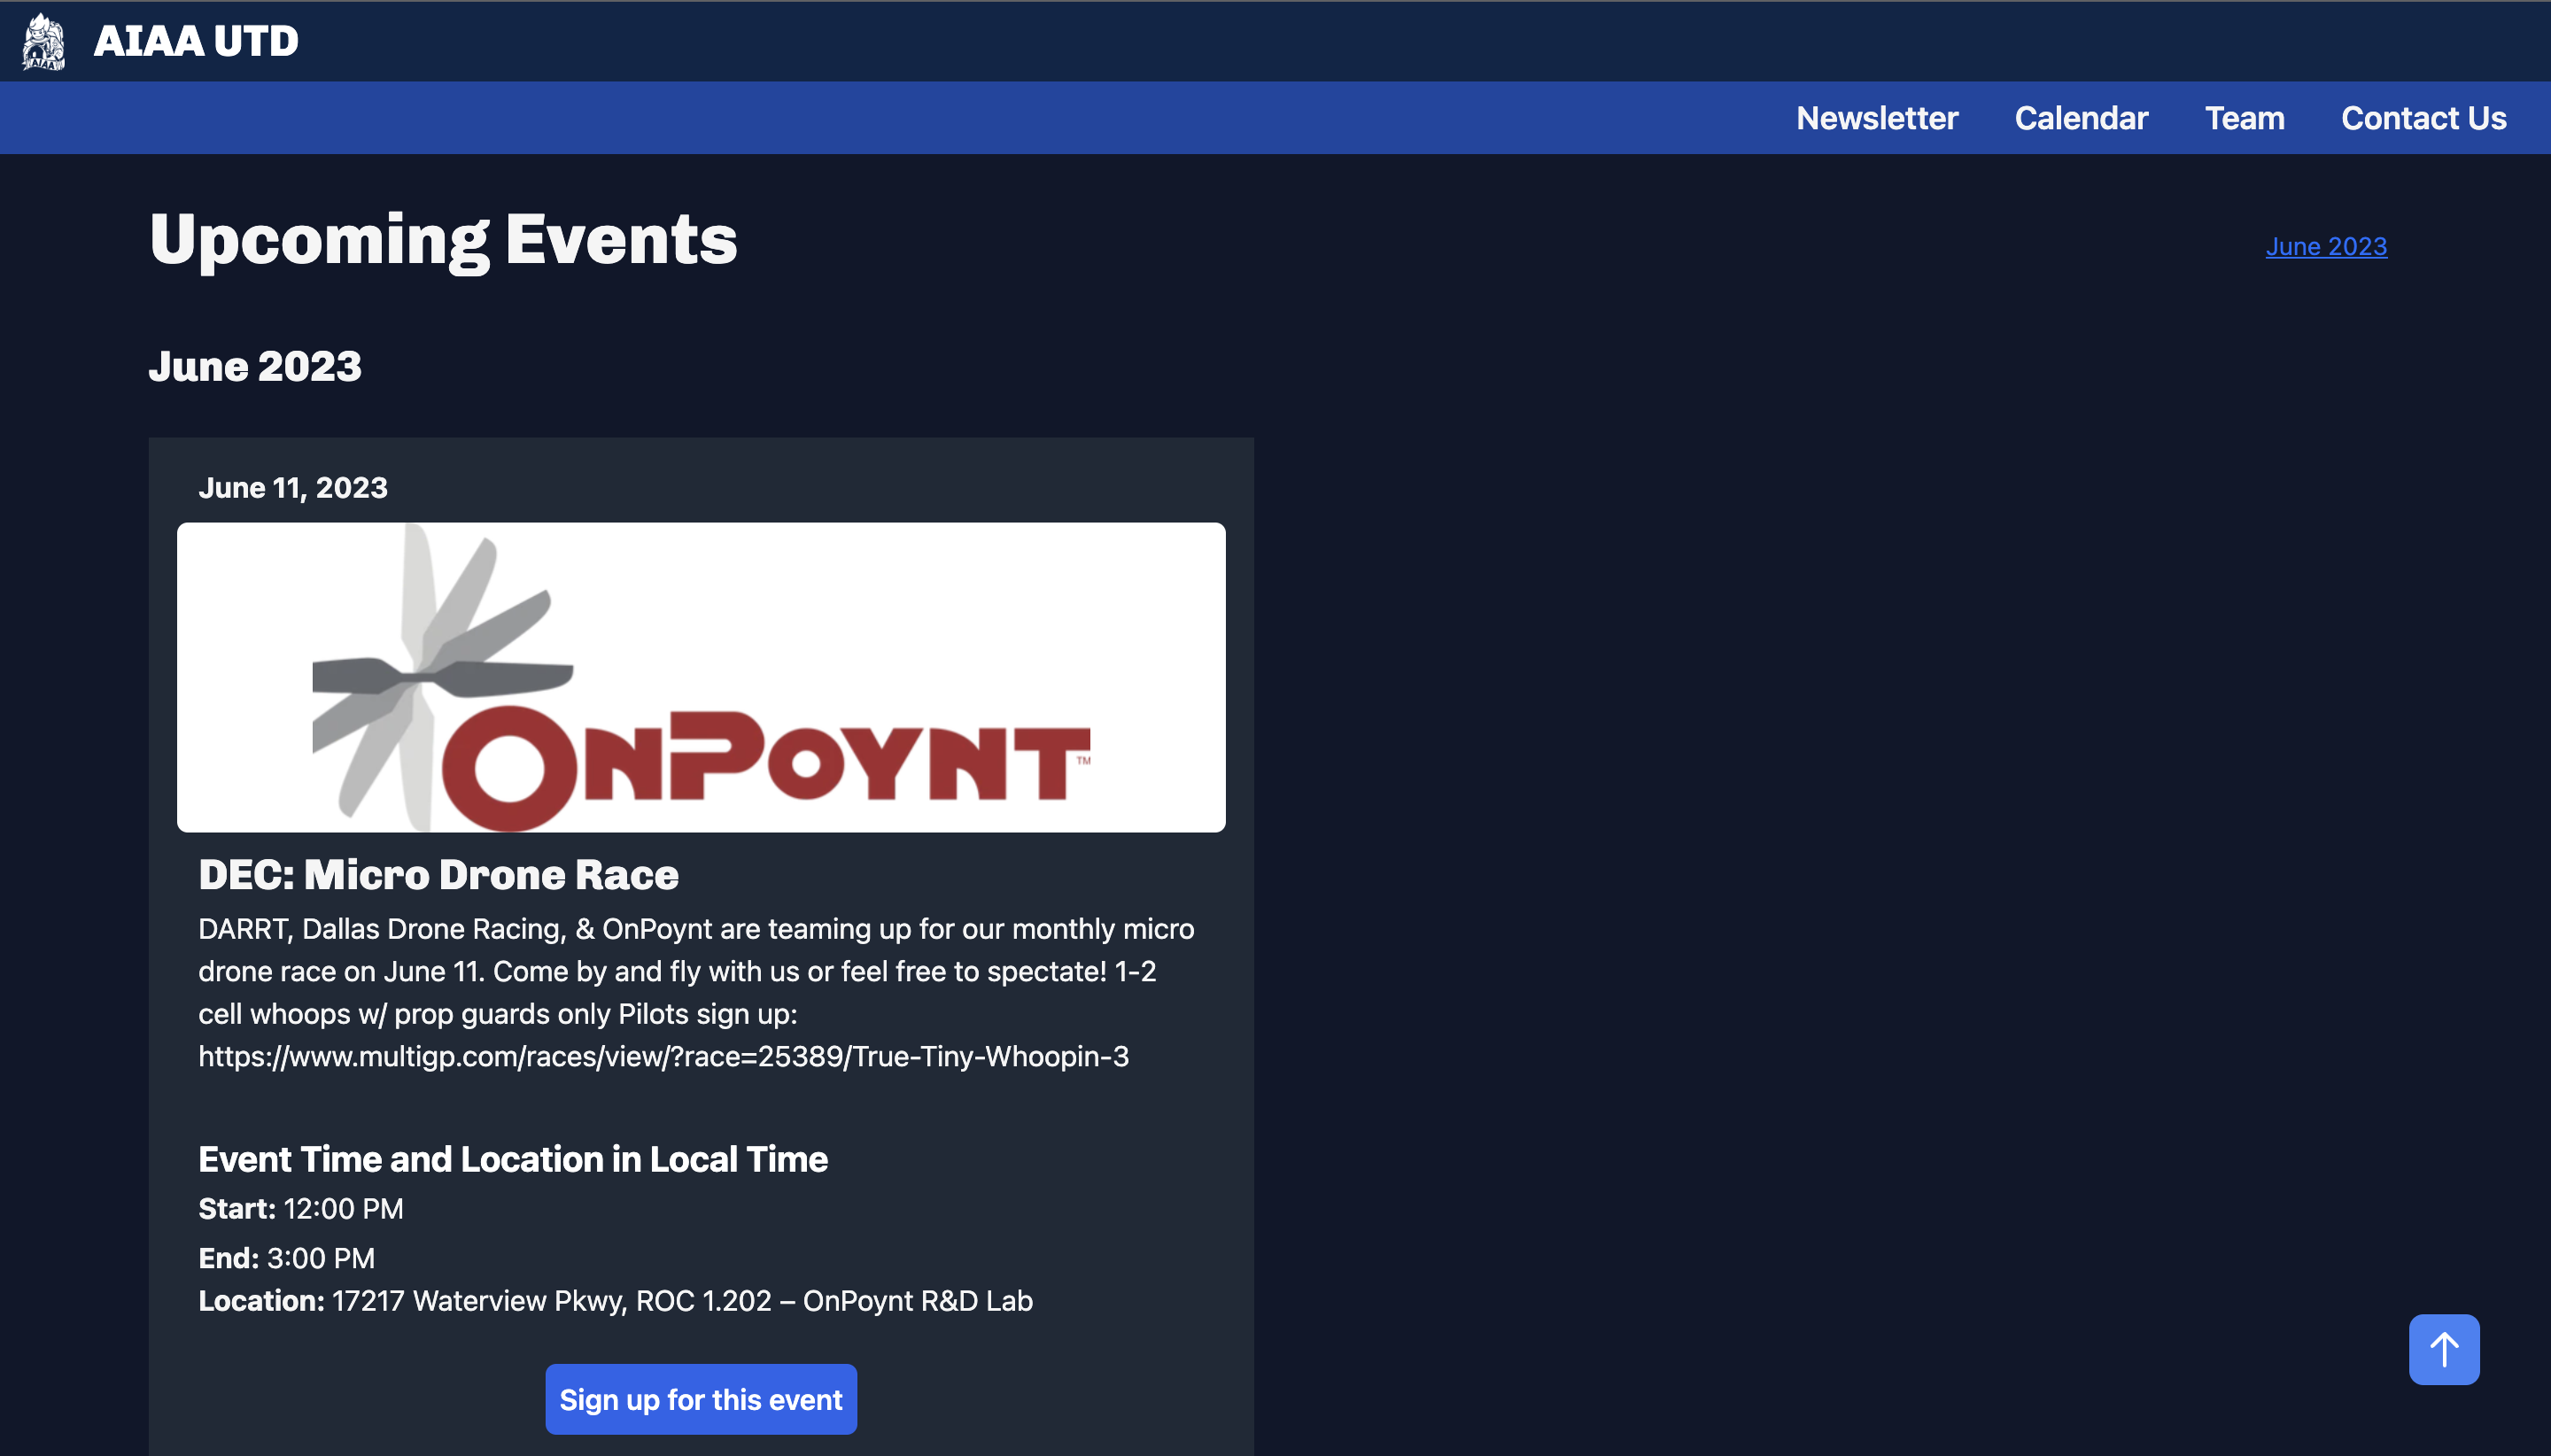 AIAA
AIAA UTD
Newsletter Calendar Team Contact Us
Upcoming Events
June 2023
June 2023
June 11, 2023
OnPoynt™
DEC: Micro Drone Race
DARRT, Dallas Drone Racing, & OnPoynt are teaming up for our monthly micro
drone race on June 11. Come by and fly with us or feel free to spectate! 1-2
cell whoops w/ prop guards only Pilots sign up:
https://www.multigp.com/races/view/?race=25389/True-Tiny-Whoopin-3
Event Time and Location in Local Time
Start: 12:00 PM
End: 3:00 PM
Location: 17217 Waterview Pkwy, ROC 1.202 – OnPoynt R&D Lab
Sign up for this event